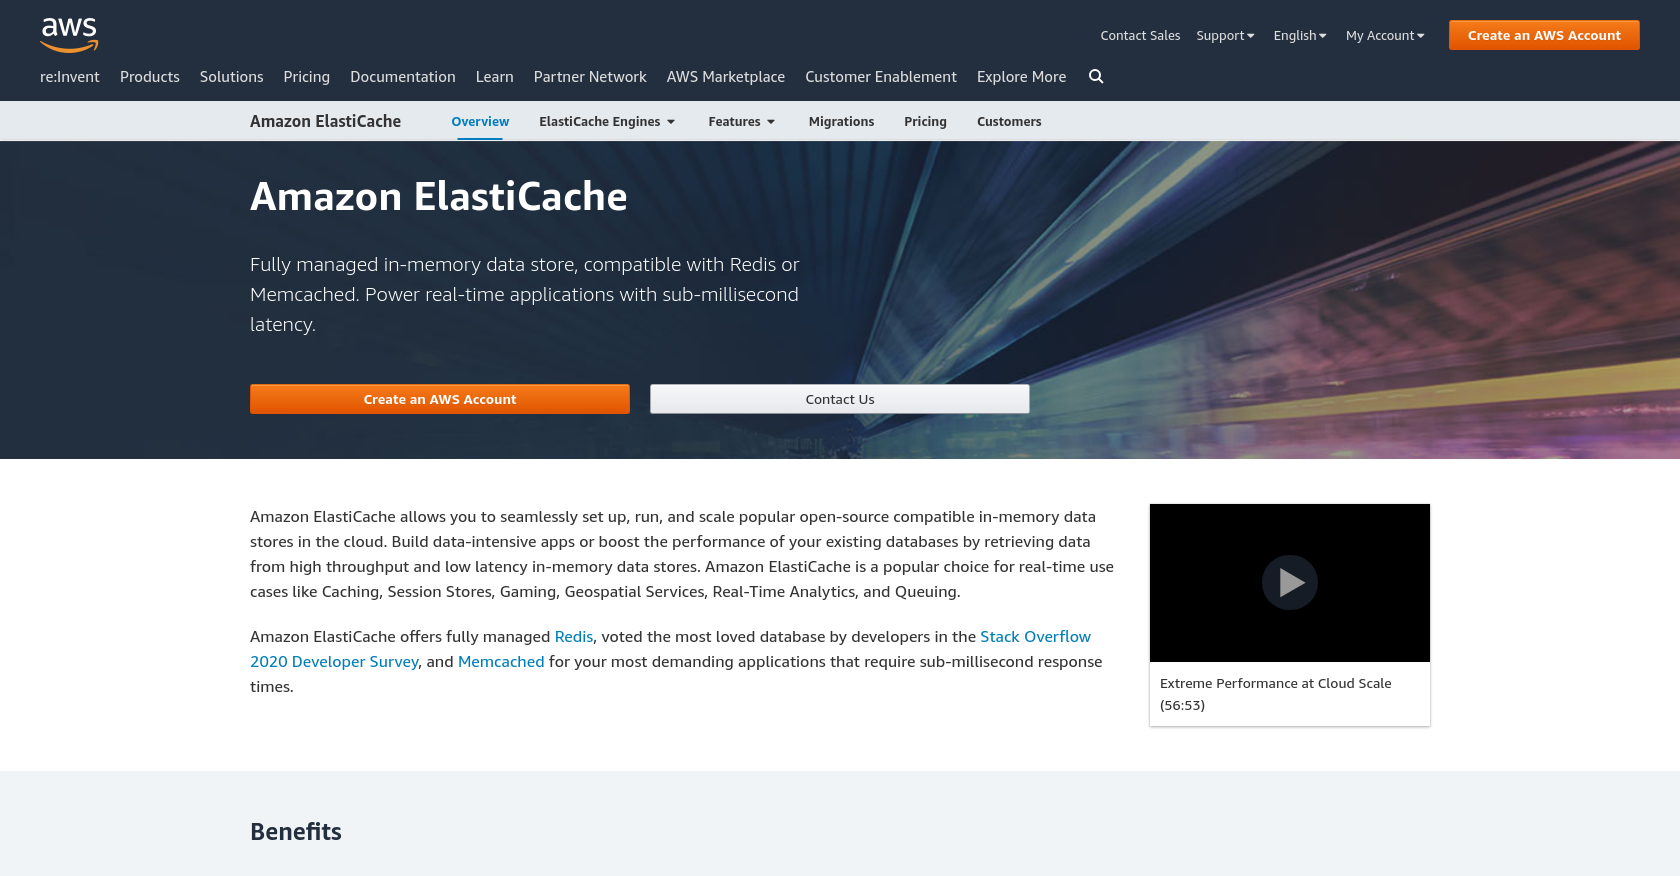 aws
Contact Sales Support English My Account Create an AWS Account
re:Invent Products Solutions Pricing Documentation Learn Partner Network AWS Marketplace Customer Enablement Explore More
Amazon ElastiCache Overview ElastiCache Engines Features Migrations Pricing Customers
Amazon ElastiCache
Fully managed in-memory data store, compatible with Redis or
Memcached. Power real-time applications with sub-millisecond
latency.
Create an AWS Account Contact Us
Amazon ElastiCache allows you to seamlessly set up, run, and scale popular open-source compatible in-memory data
stores in the cloud. Build data-intensive apps or boost the performance of your existing databases by retrieving data
from high throughput and low latency in-memory data stores. Amazon ElastiCache is a popular choice for real-time use
cases like Caching, Session Stores, Gaming, Geospatial Services, Real-Time Analytics, and Queuing.
Amazon ElastiCache offers fully managed Redis, voted the most loved database by developers in the Stack Overflow
2020 Developer Survey, and Memcached for your most demanding applications that require sub-millisecond response
times.
Extreme Performance at Cloud Scale
(56:53)
Benefits